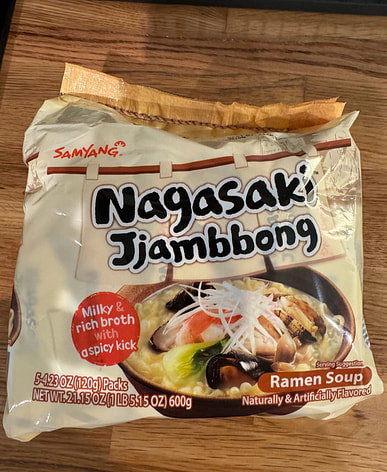 SAMYANG
Nagasaki
Jjambbong
Milky &
rich broth
with
a spicy kick
Serving Suggestion
Ramen Soup
Naturally & Artificially Flavored
5-4.23 OZ (120g) Packs
NET WT. 21.15 OZ (1 LB 5.15 OZ) 600g